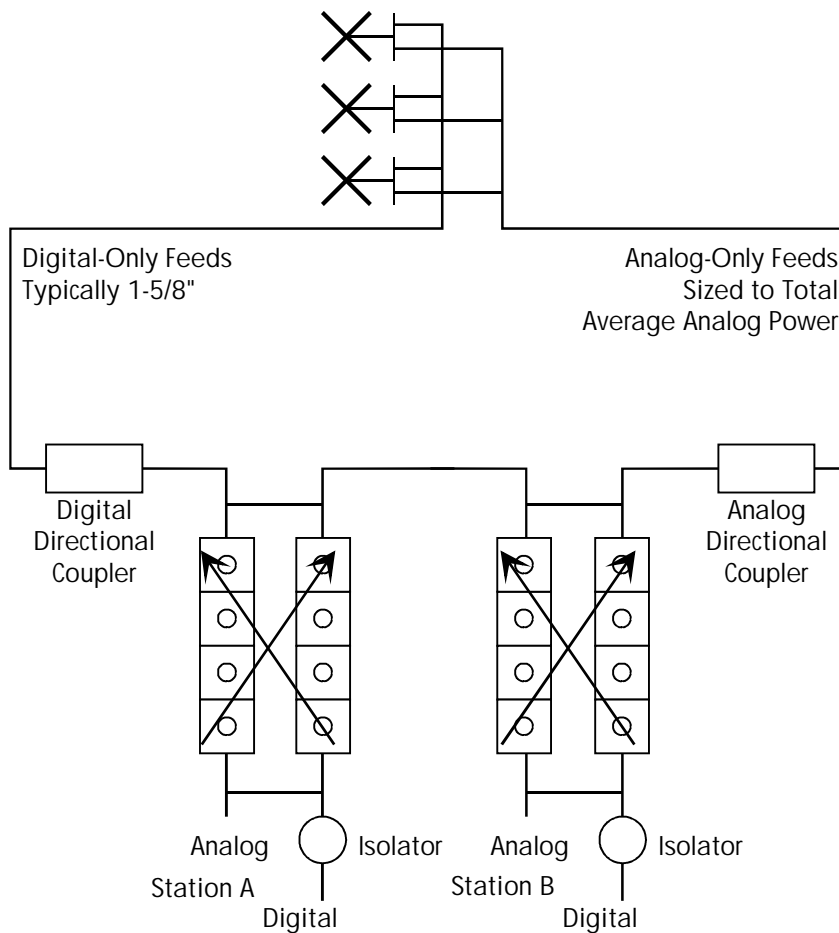 Digital-Only Feeds
Typically 1-5/8"
Analog-Only Feeds
Sized to Total
Average Analog Power
Digital
Directional
Coupler
Analog
Directional
Coupler
Analog
Isolator
Station A
Digital
Analog
Isolator
Station B
Digital